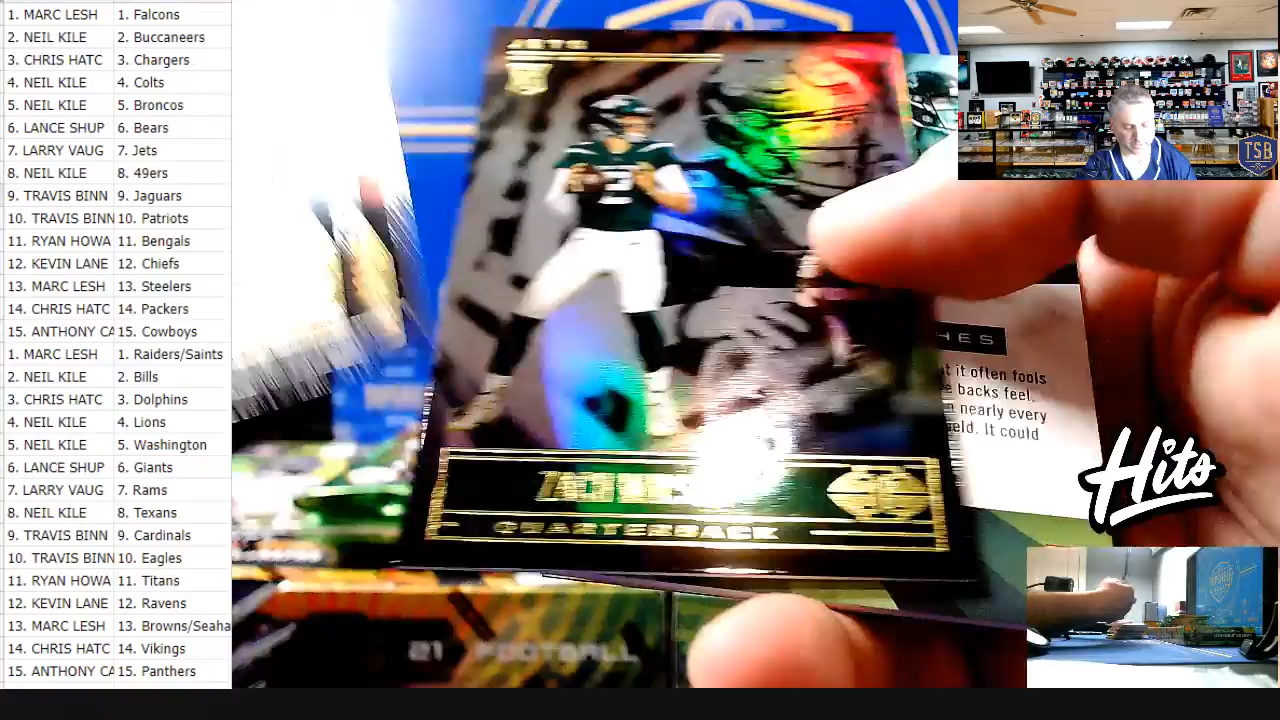 1. MARC LESH 1. Falcons
2. NEIL KILE 2. Buccaneers
3. CHRIS HATC 3. Chargers
4. NEIL KILE 4. Colts
5. NEIL KILE 5. Broncos
6. LANCE SHUP 6. Bears
7. LARRY VAUG 7. Jets
8. NEIL KILE 8. 49ers
9. TRAVIS BINN 9. Jaguars
10. TRAVIS BINN 10. Patriots
11. RYAN HOWA 11. Bengals
12. KEVIN LANE 12. Chiefs
13. MARC LESH 13. Steelers
14. CHRIS HATC 14. Packers
15. ANTHONY CA 15. Cowboys
1. MARC LESH 1. Raiders/Saints
2. NEIL KILE 2. Bills
3. CHRIS HATC 3. Dolphins
4. NEIL KILE 4. Lions
5. NEIL KILE 5. Washington
6. LANCE SHUP 6. Giants
7. LARRY VAUG 7. Rams
8. NEIL KILE 8. Texans
9. TRAVIS BINN 9. Cardinals
10. TRAVIS BINN 10. Eagles
11. RYAN HOWA 11. Titans
12. KEVIN LANE 12. Ravens
13. MARC LESH 13. Browns/Seaha
14. CHRIS HATC 14. Vikings
15. ANTHONY CA 15. Panthers
JETS
2
QUARTERBACK
HES
it often fools
backs feel,
nearly every
eld. It could
21 FOOTBALL
TSB
Hits